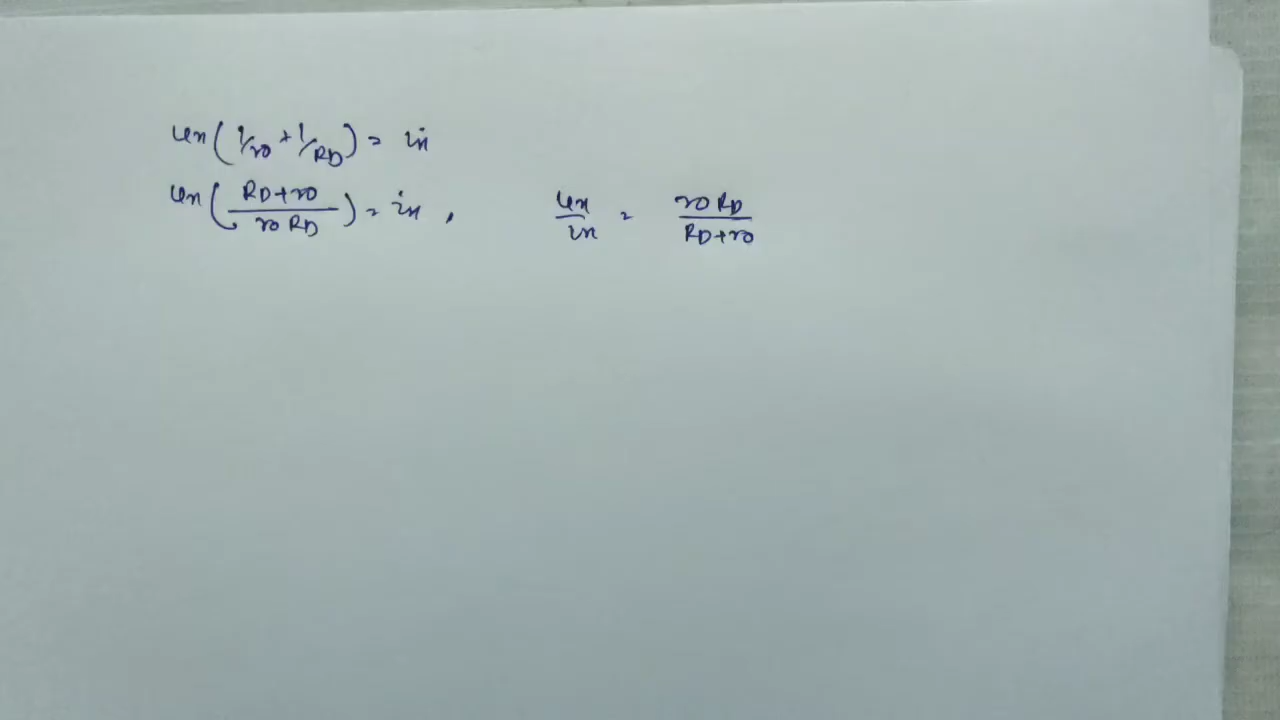 vx(1/ro + 1/RD) = ix
vx(RD+ro / ro RD) = ix , vx/ix = ro RD / RD+ro